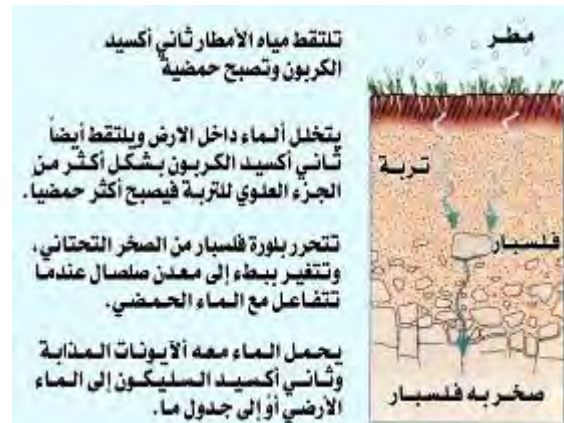 تلتقط مياه الأمطار ثاني أكسيد
الكربون وتصبح حمضية
يتخلل ألماء داخل الارض ويلتقط أيضاً
ثاني أكسيد الكربون بشكل أكثر من
الجزء العلوي للتربة فيصبح أكثر حمضيا.
تتحرر بلورة فلسبار من الصخر التحتاني،
وتتغير ببطء إلى معدن صلصال عندما
تتفاعل مع الماء الحمضي.
يحمل الماء معه ألآيونات المذابة
وثاني أكسيد السليكون إلى الماء
الأرضي أو إلى جدول ما.
مطر
تربة
فلسبار
صخر به فلسبار